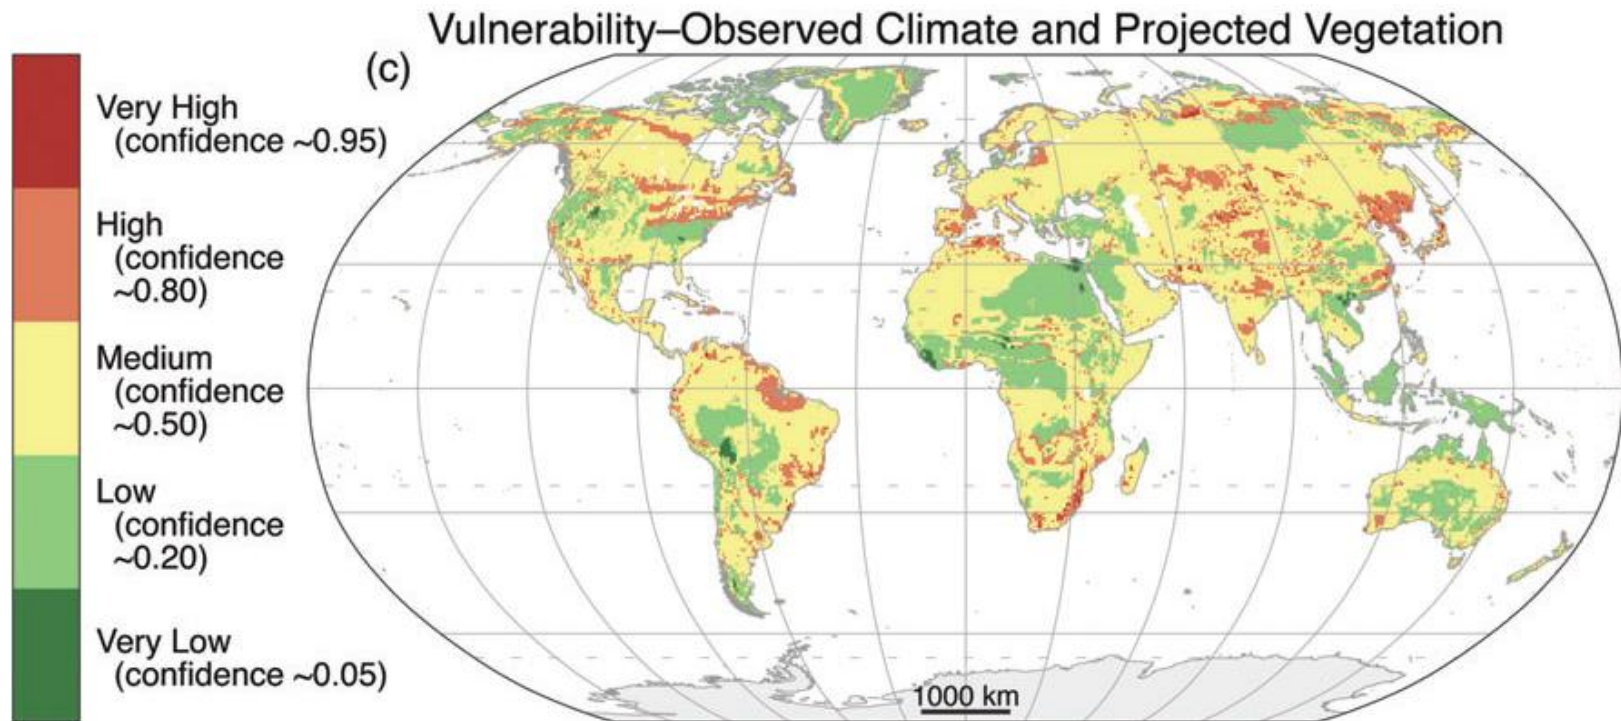 Vulnerability–Observed Climate and Projected Vegetation
(c)
Very High
(confidence ~0.95)
High
(confidence
~0.80)
Medium
(confidence
~0.50)
Low
(confidence
~0.20)
Very Low
(confidence ~0.05)
1000 km